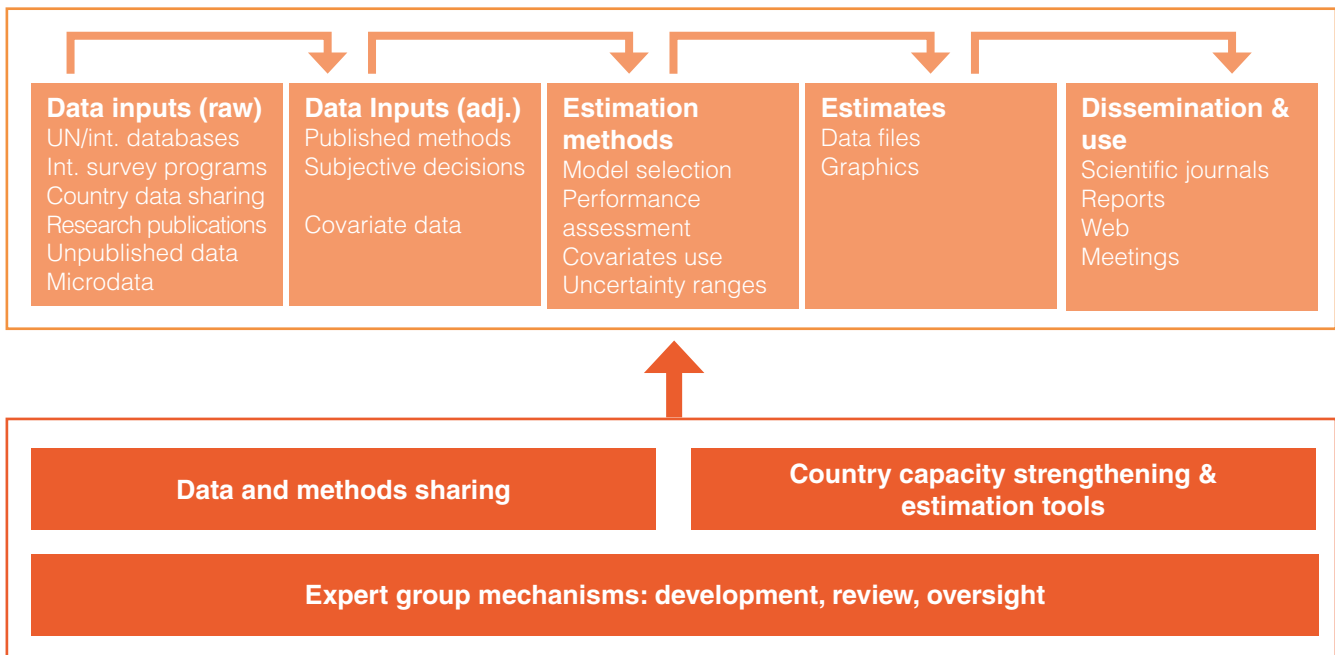 Data inputs (raw)
UN/int. databases
Int. survey programs
Country data sharing
Research publications
Unpublished data
Microdata
Data Inputs (adj.)
Published methods
Subjective decisions
Covariate data
Estimation
methods
Model selection
Performance
assessment
Covariates use
Uncertainty ranges
Estimates
Data files
Graphics
Dissemination &
use
Scientific journals
Reports
Web
Meetings
Data and methods sharing
Country capacity strengthening &
estimation tools
Expert group mechanisms: development, review, oversight